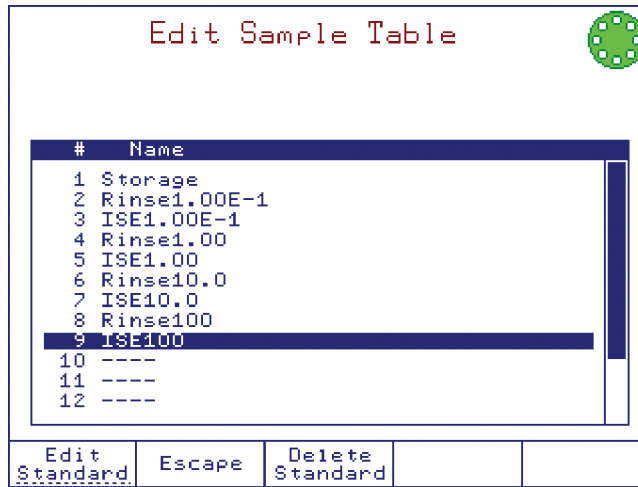 Edit Sample Table
# Name
1 Storage
2 Rinse1.00E-1
3 ISE1.00E-1
4 Rinse1.00
5 ISE1.00
6 Rinse10.0
7 ISE10.0
8 Rinse100
9 ISE100
10 ----
11 ----
12 ----
Edit Standard
Escape
Delete Standard